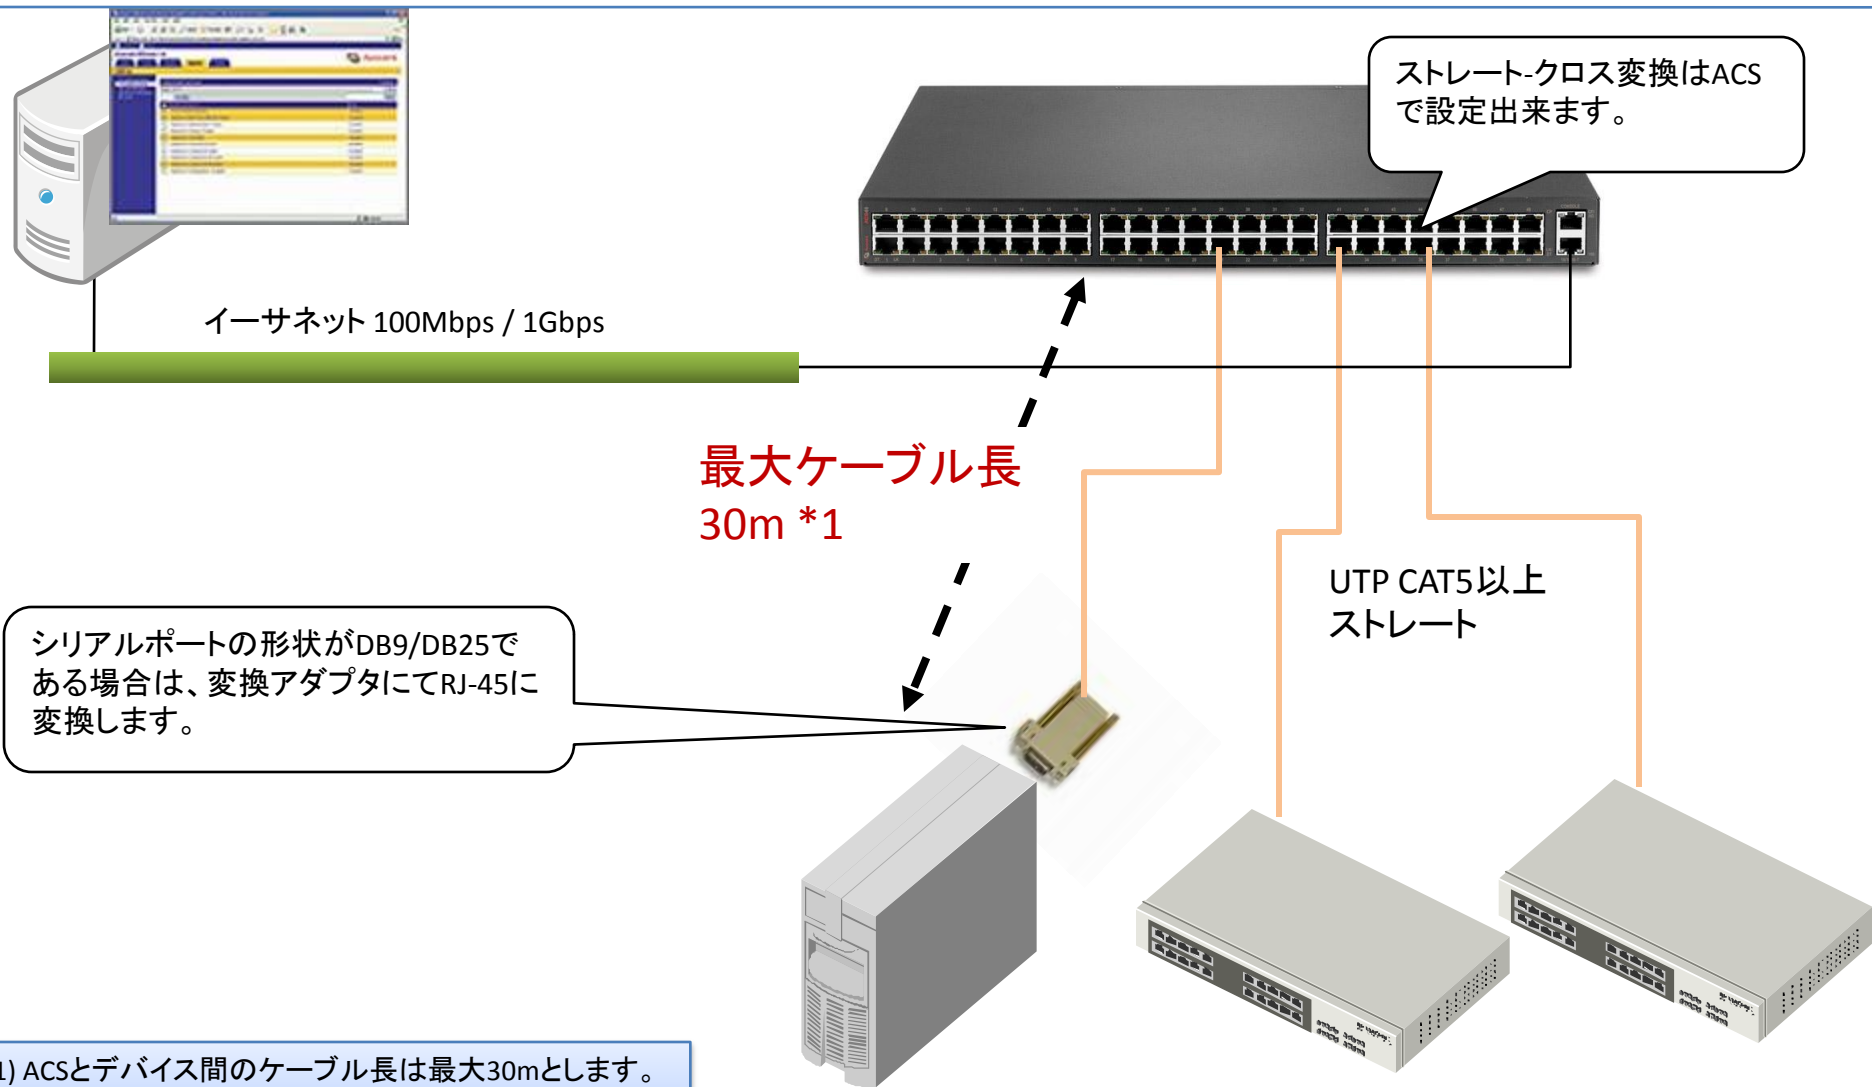 ストレート-クロス変換はACS
で設定出来ます。
イーサネット 100Mbps / 1Gbps
最大ケーブル長
30m *1
UTP CAT5以上
ストレート
シリアルポートの形状がDB9/DB25で
ある場合は、変換アダプタにてRJ-45に
変換します。
1) ACSとデバイス間のケーブル長は最大30mとします。